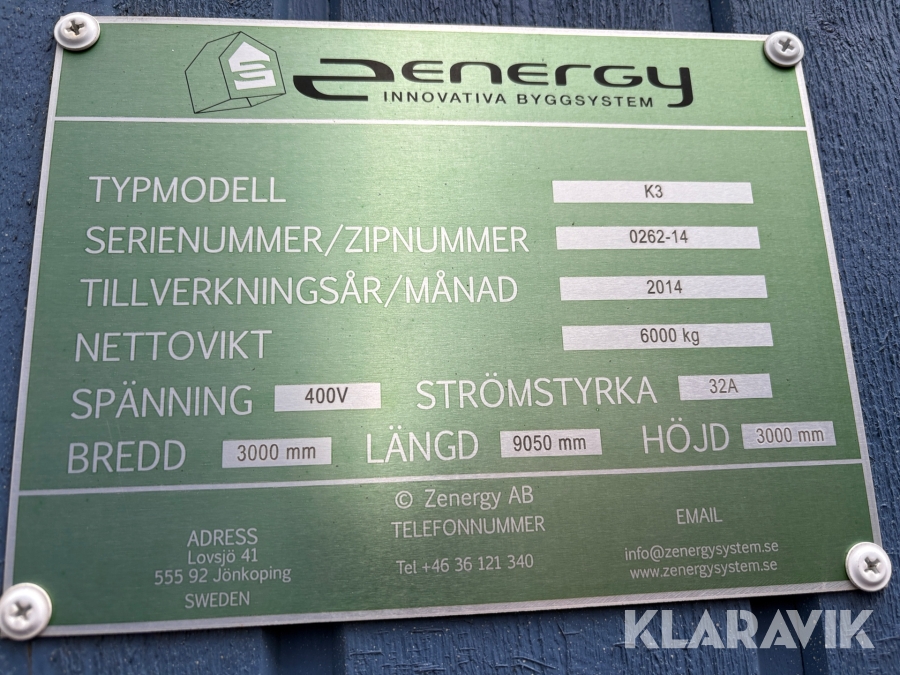 Zenergy
INNOVATIVA BYGGSYSTEM
TYPMODELL K3
SERIENUMMER/ZIPNUMMER 0262-14
TILLVERKNINGSÅR/MÅNAD 2014
NETTOVIKT 6000 kg
SPÄNNING 400V STRÖMSTYRKA 32A
BREDD 3000 mm LÄNGD 9050 mm HÖJD 3000 mm
© Zenergy AB
ADRESS
Lovsjö 41
555 92 Jönkoping
SWEDEN
TELEFONNUMMER
Tel +46 36 121 340
EMAIL
info@zenergysystem.se
www.zenergysystem.se
KLARAVIK